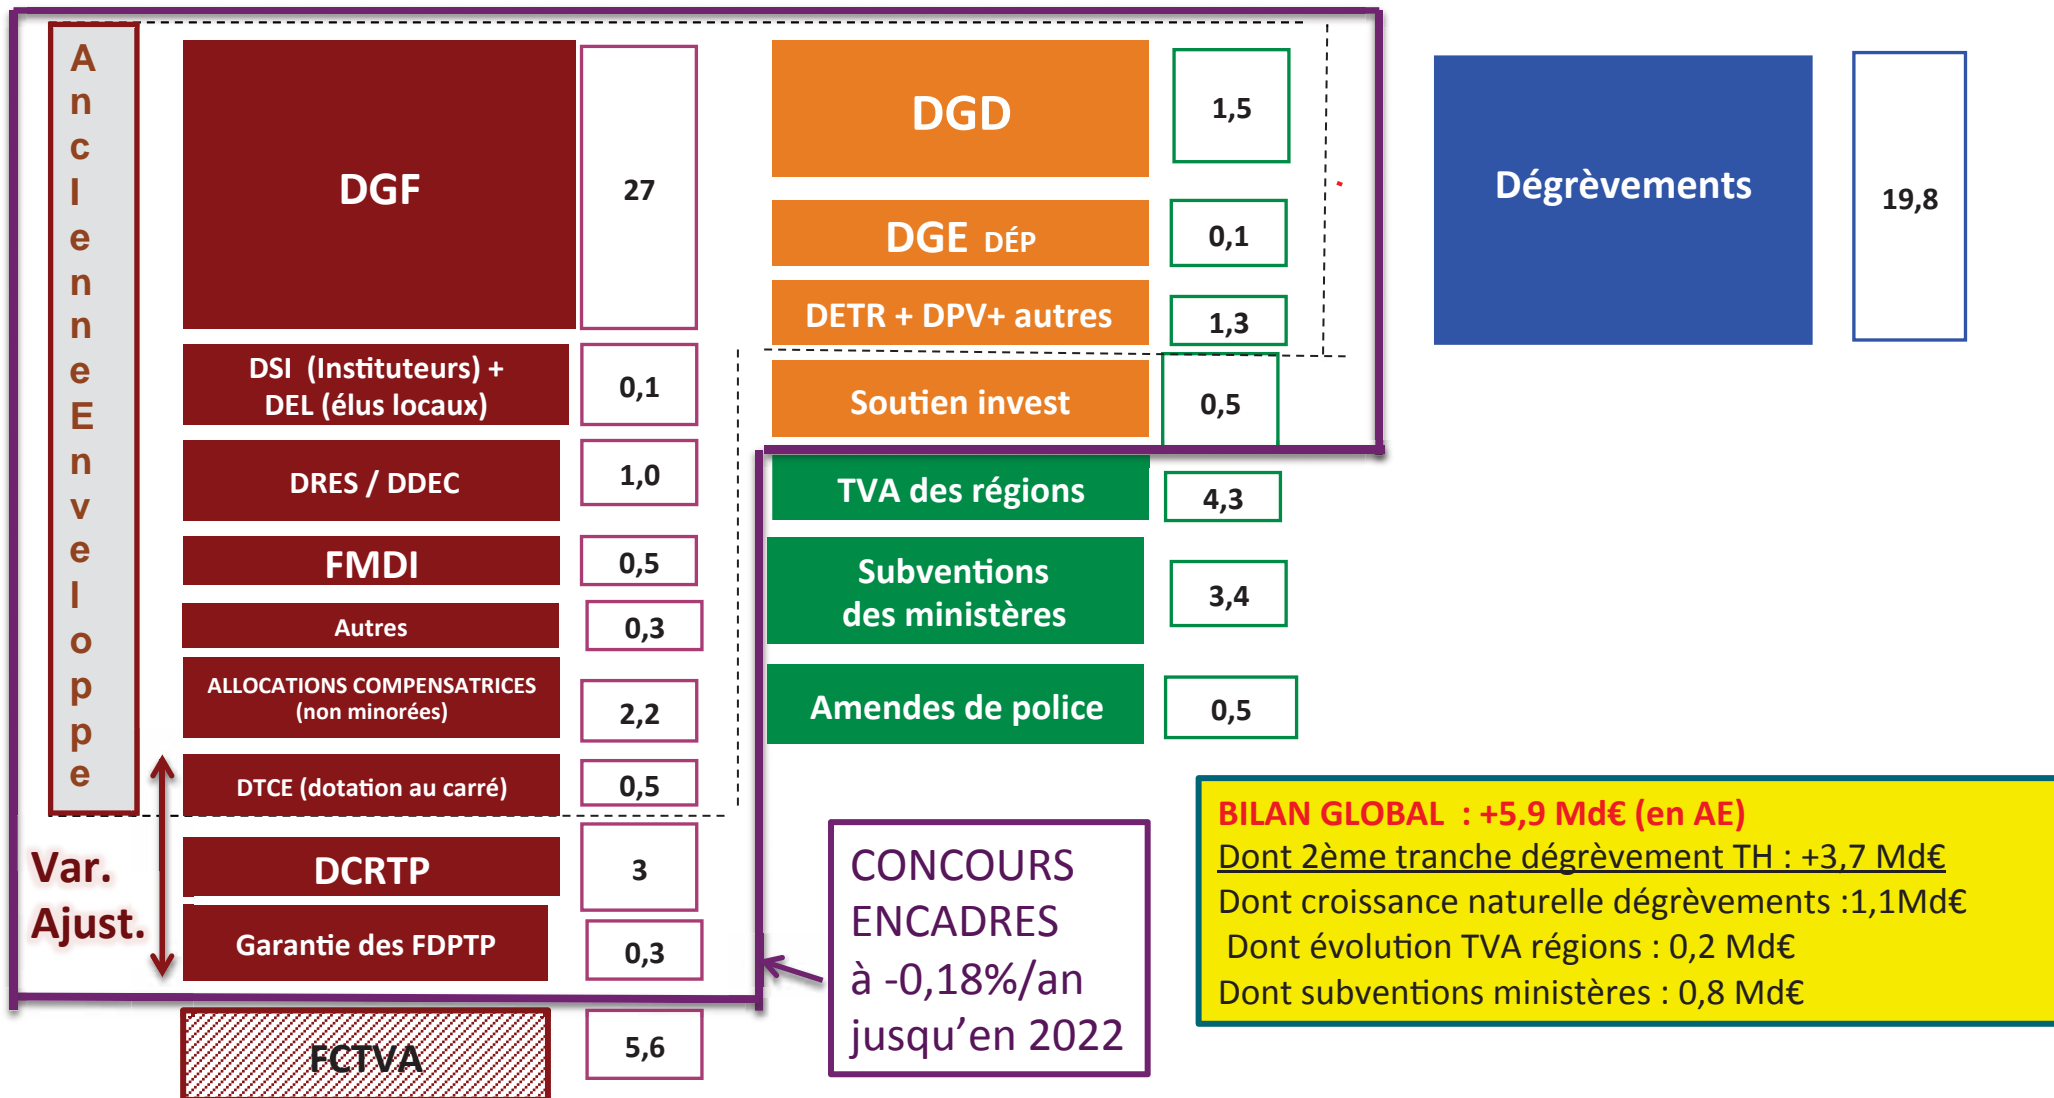 AncIenneEnveloppe
DGF
27
DSI (Instituteurs) +
DEL (élus locaux)
0,1
DRES / DDEC
1,0
FMDI
0,5
Autres
0,3
ALLOCATIONS COMPENSATRICES
(non minorées)
2,2
DTCE (dotation au carré)
0,5
Var.
Ajust.
DCRTP
3
Garantie des FDPTP
0,3
FCTVA
5,6
DGD
1,5
DGE DÉP
0,1
DETR + DPV+ autres
1,3
Soutien invest
0,5
TVA des régions
4,3
Subventions
des ministères
3,4
Amendes de police
0,5
CONCOURS
ENCADRES
à -0,18%/an
jusqu’en 2022
Dégrèvements
19,8
BILAN GLOBAL : +5,9 Md€ (en AE)
Dont 2ème tranche dégrèvement TH : +3,7 Md€
Dont croissance naturelle dégrèvements :1,1Md€
Dont évolution TVA régions : 0,2 Md€
Dont subventions ministères : 0,8 Md€